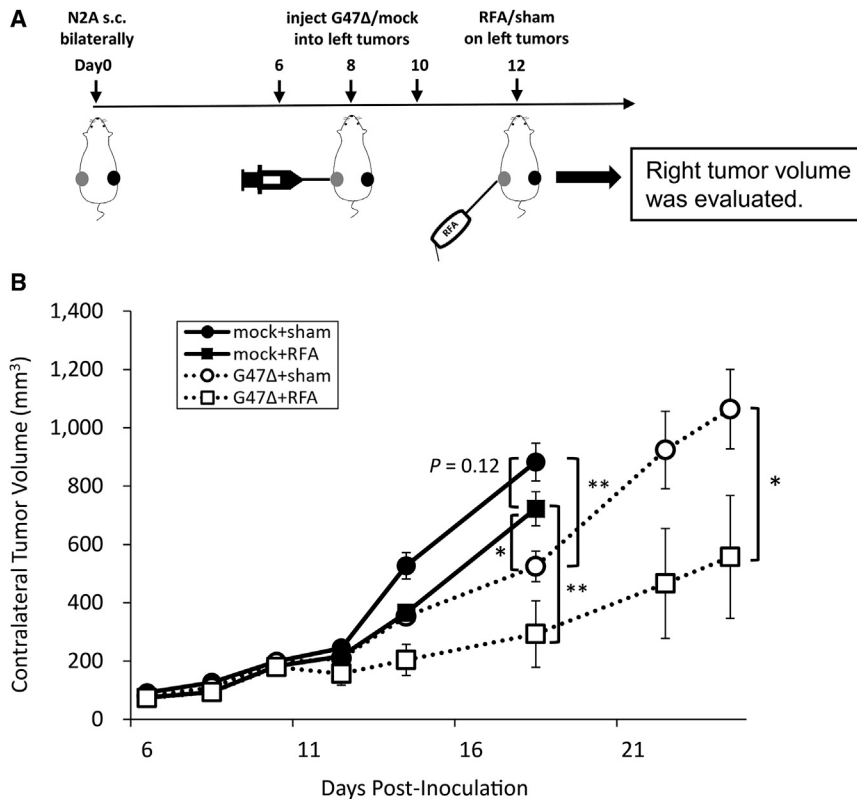 A
N2A s.c.
bilaterally
inject G47Δ/mock
into left tumors
RFA/sham
on left tumors
Day0
6
8
10
12
RFA
Right tumor volume
was evaluated.
B
Contralateral Tumor Volume (mm³)
1,400
1,200
1,000
800
600
400
200
0
mock+sham
mock+RFA
G47Δ+sham
G47Δ+RFA
P = 0.12
**
*
*
**
6
11
16
21
Days Post-Inoculation